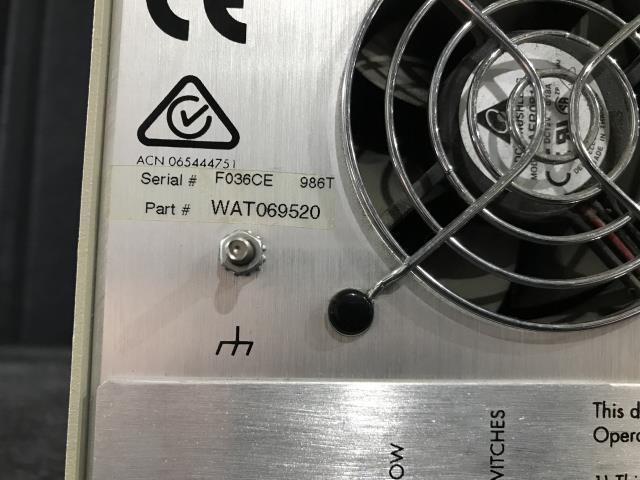 CE
ACN 065444751
Serial # F036CE 986T
Part # WAT069520
OW
VITCHES
This d
Opera